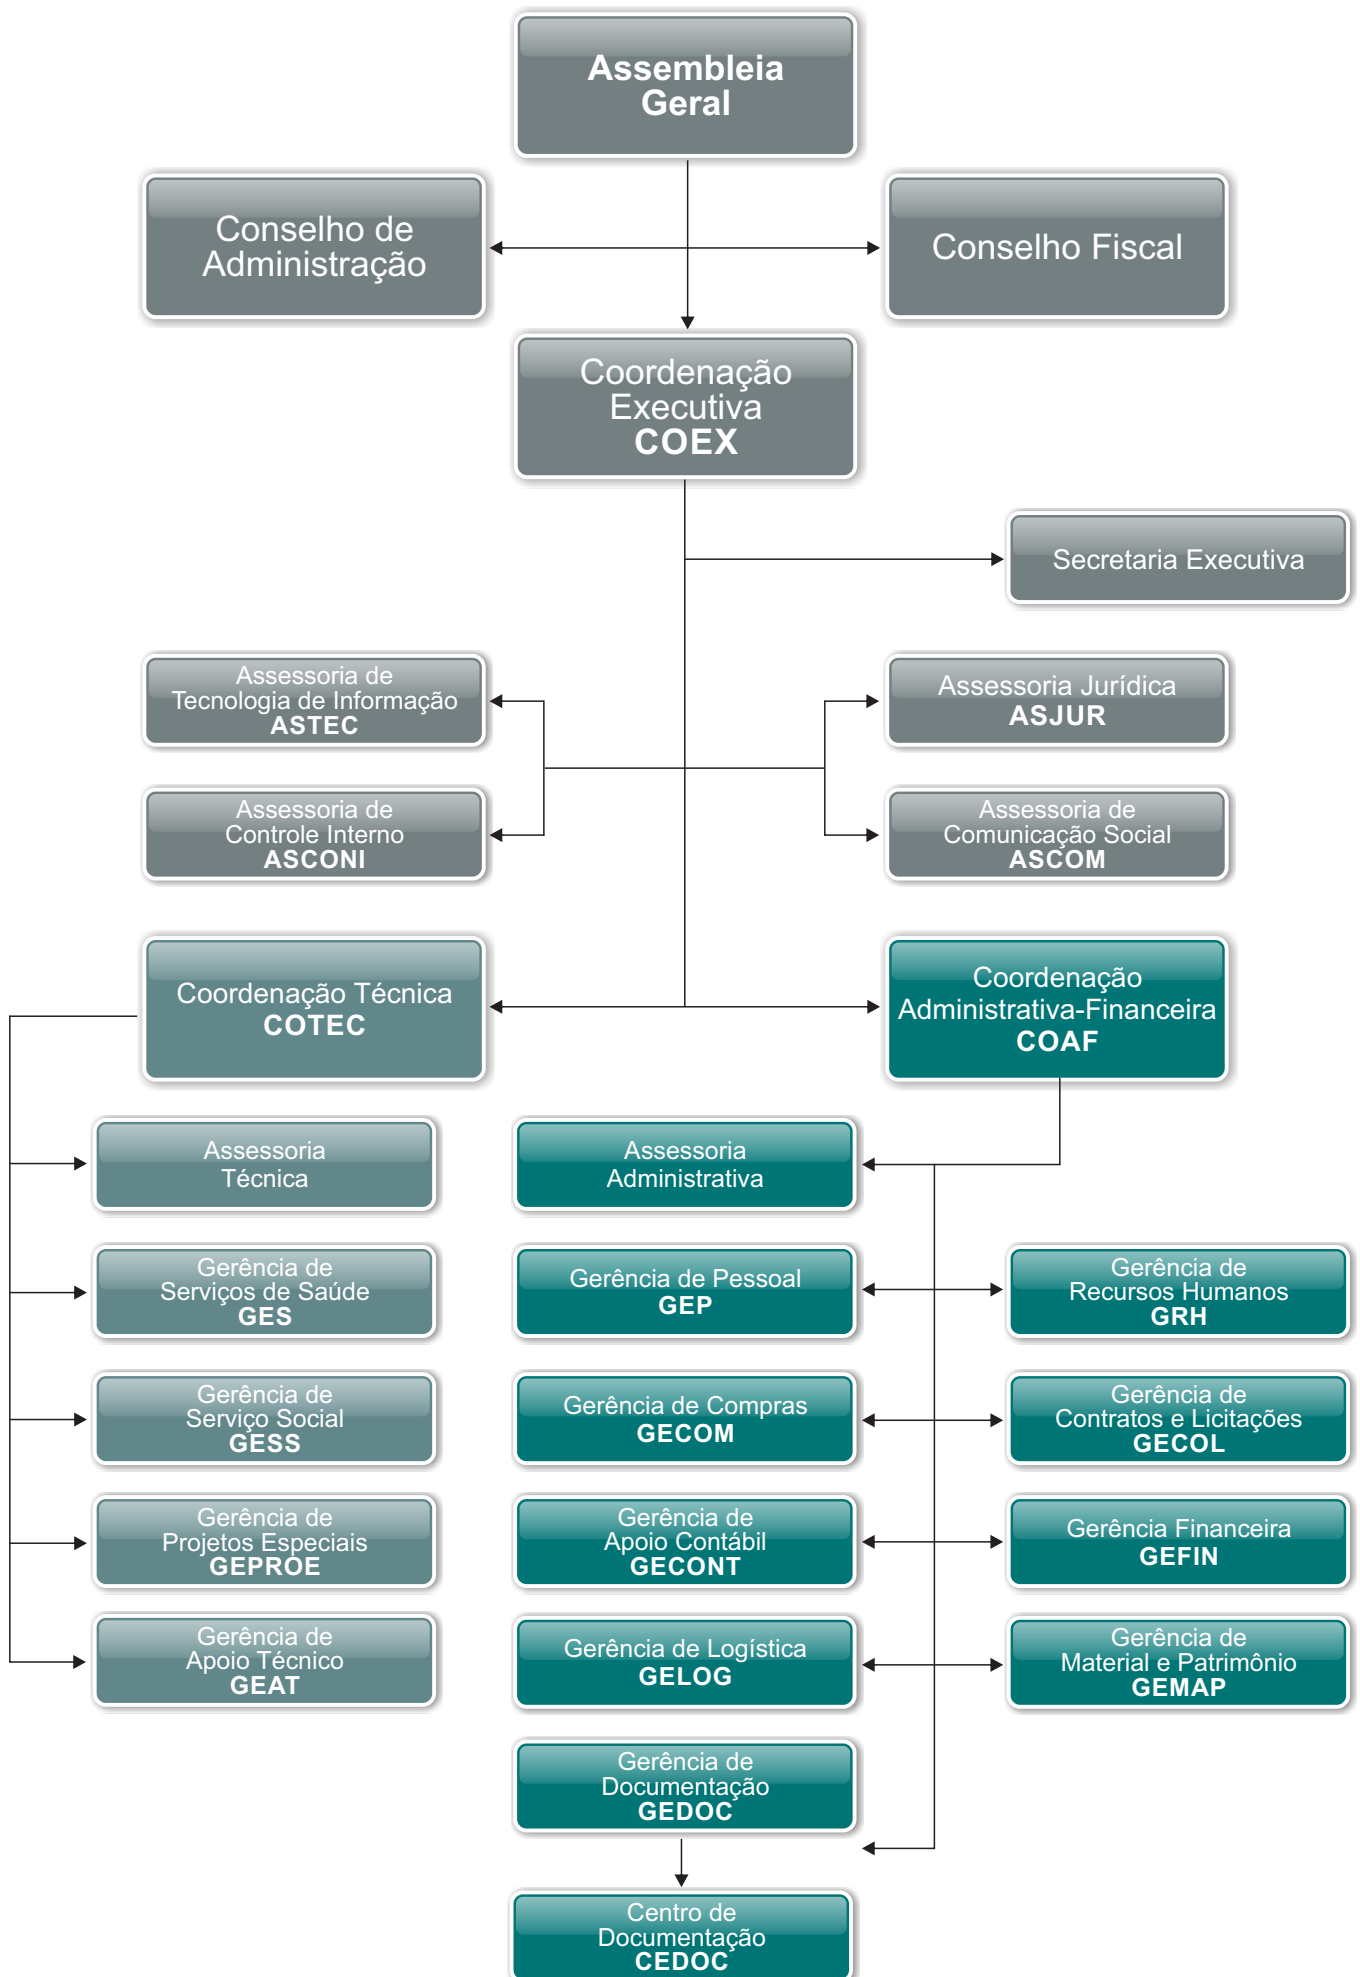 Assembleia
Geral
Conselho de
Administração
Conselho Fiscal
Coordenação
Executiva
COEX
Secretaria Executiva
Assessoria de
Tecnologia de Informação
ASTEC
Assessoria Jurídica
ASJUR
Assessoria de
Controle Interno
ASCONI
Assessoria de
Comunicação Social
ASCOM
Coordenação Técnica
COTEC
Coordenação
Administrativa-Financeira
COAF
Assessoria
Técnica
Assessoria
Administrativa
Gerência de
Serviços de Saúde
GES
Gerência de Pessoal
GEP
Gerência de
Recursos Humanos
GRH
Gerência de
Serviço Social
GESS
Gerência de Compras
GECOM
Gerência de
Contratos e Licitações
GECOL
Gerência de
Projetos Especiais
GEPROE
Gerência de
Apoio Contábil
GECONT
Gerência Financeira
GEFIN
Gerência de
Apoio Técnico
GEAT
Gerência de Logística
GELOG
Gerência de
Material e Patrimônio
GEMAP
Gerência de
Documentação
GEDOC
Centro de
Documentação
CEDOC